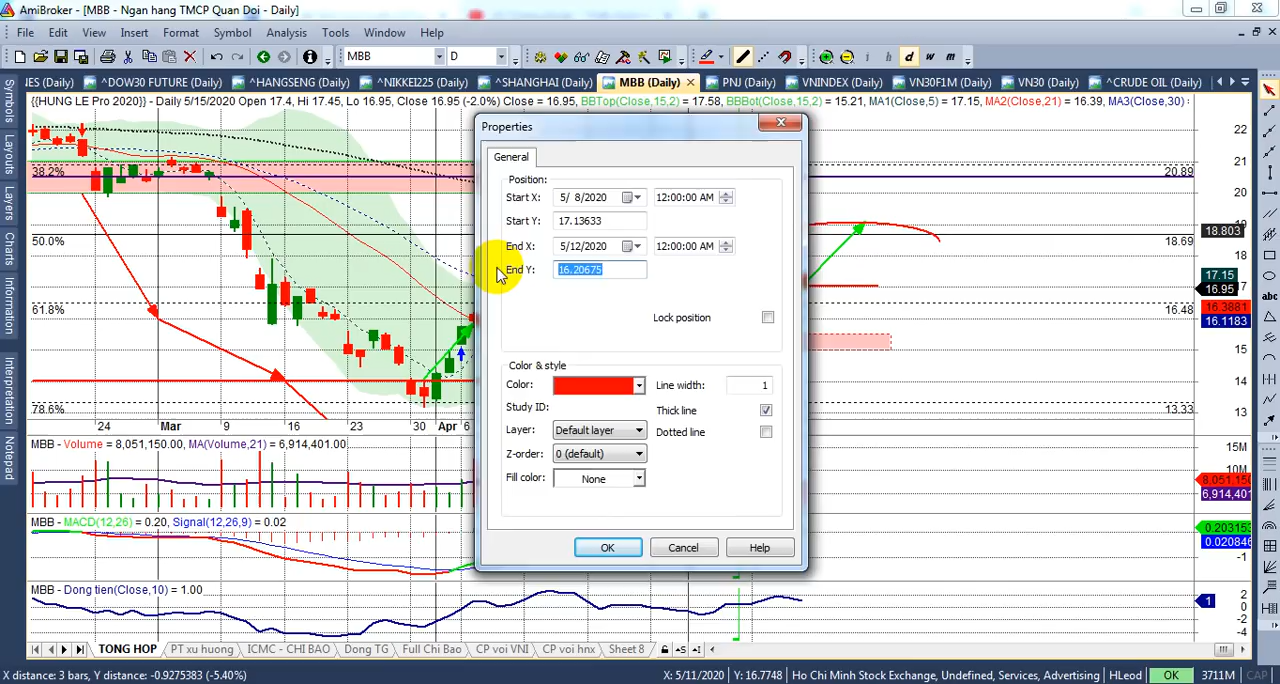 AmiBroker - [MBB - Ngan hang TMCP Quan Doi - Daily]
File Edit View Insert Format Symbol Analysis Tools Window Help
MBB D i h d w m
IES (Daily) ^DOW30 FUTURE (Daily) ^HANGSENG (Daily) ^NIKKEI225 (Daily) ^SHANGHAI (Daily) MBB (Daily) PNJ (Daily) VNINDEX (Daily) VN30F1M (Daily) VN30 (Daily) ^CRUDE OIL (Daily)
{{HUNG LE Pro 2020}} - Daily 5/15/2020 Open 17.4, Hi 17.45, Lo 16.95, Close 16.95 (-2.0%) Close = 16.95, BBTop(Close,15,2) = 17.58, BBBot(Close,15,2) = 15.21, MA1(Close,5) = 17.15, MA2(Close,21) = 16.39, MA3(Close,30) =
Symbols
Layouts
Layers
Charts
Information
Interpretation
Notepad
38.2%
50.0%
61.8%
78.6%
20.89
18.69
16.48
13.33
22
21
20
19
18.803
18
17.15
16.95
17
16.3881
16.1183
15
14
13
24 Mar 9 16 23 30 Apr 6
Properties
General
Position:
Start X: 5/ 8/2020 12:00:00 AM
Start Y: 17.13633
End X: 5/12/2020 12:00:00 AM
End Y: 16.20675
Lock position
Color & style
Color: Line width: 1
Study ID: Thick line
Layer: Default layer Dotted line
Z-order: 0 (default)
Fill color: None
OK Cancel Help
MBB - Volume = 8,051,150.00, MA(Volume,21) = 6,914,401.00
15M
10M
8,051,150
6,914,401
MBB - MACD(12,26) = 0.20, Signal(12,26,9) = 0.02
0.203153
0.020846
-1
MBB - Dong tien(Close,10) = 1.00
1
2
0
-2
-4
TONG HOP PT xu huong ICMC - CHI BAO Dong TG Full Chi Bao CP voi VNI CP voi hnx Sheet 8
X distance: 3 bars, Y distance: -0.9275383 (-5.40%) X: 5/11/2020 Y: 16.7748 Ho Chi Minh Stock Exchange, Undefined, Services, Advertising HLeod OK 3711M CAP